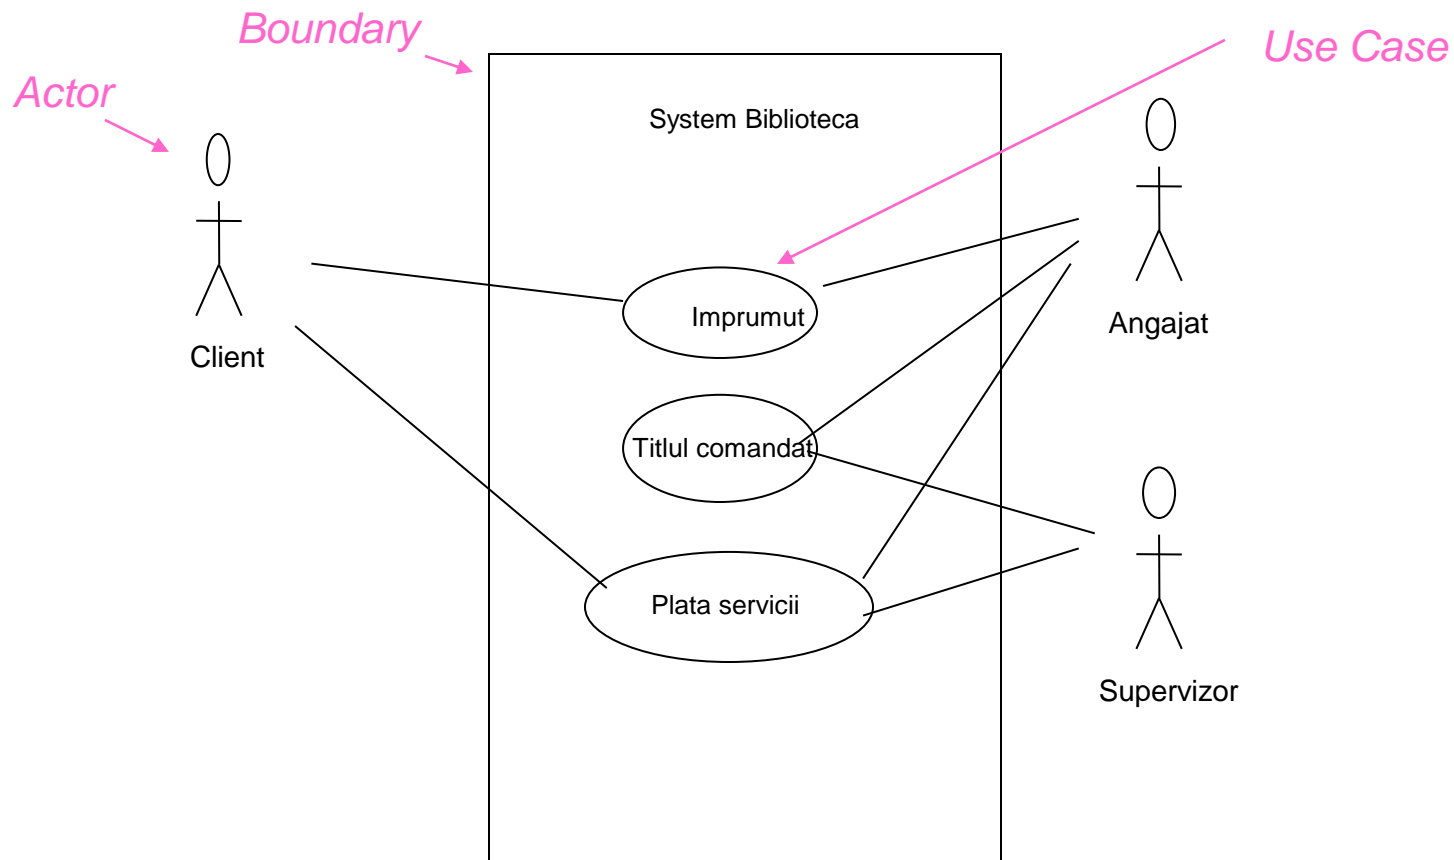 Boundary
Use Case
Actor
System Biblioteca
Imprumut
Angajat
Client
Titlul comandat
Plata servicii
Supervizor